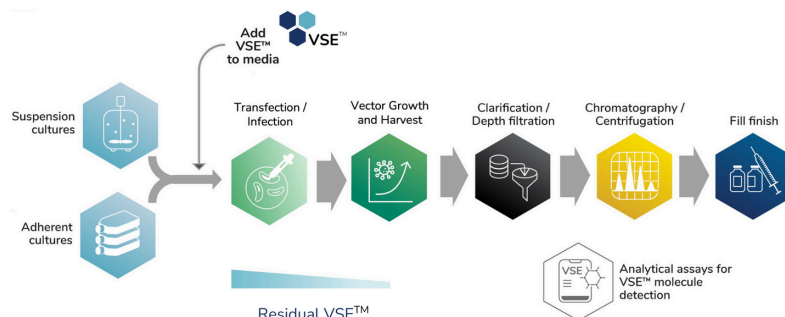 Add
VSE™
to media
VSE™
Suspension
cultures
Adherent
cultures
Transfection /
Infection
Vector Growth
and Harvest
Clarification /
Depth filtration
Chromatography /
Centrifugation
Fill finish
Residual VSE™
VSE
Analytical assays for
VSE™ molecule
detection